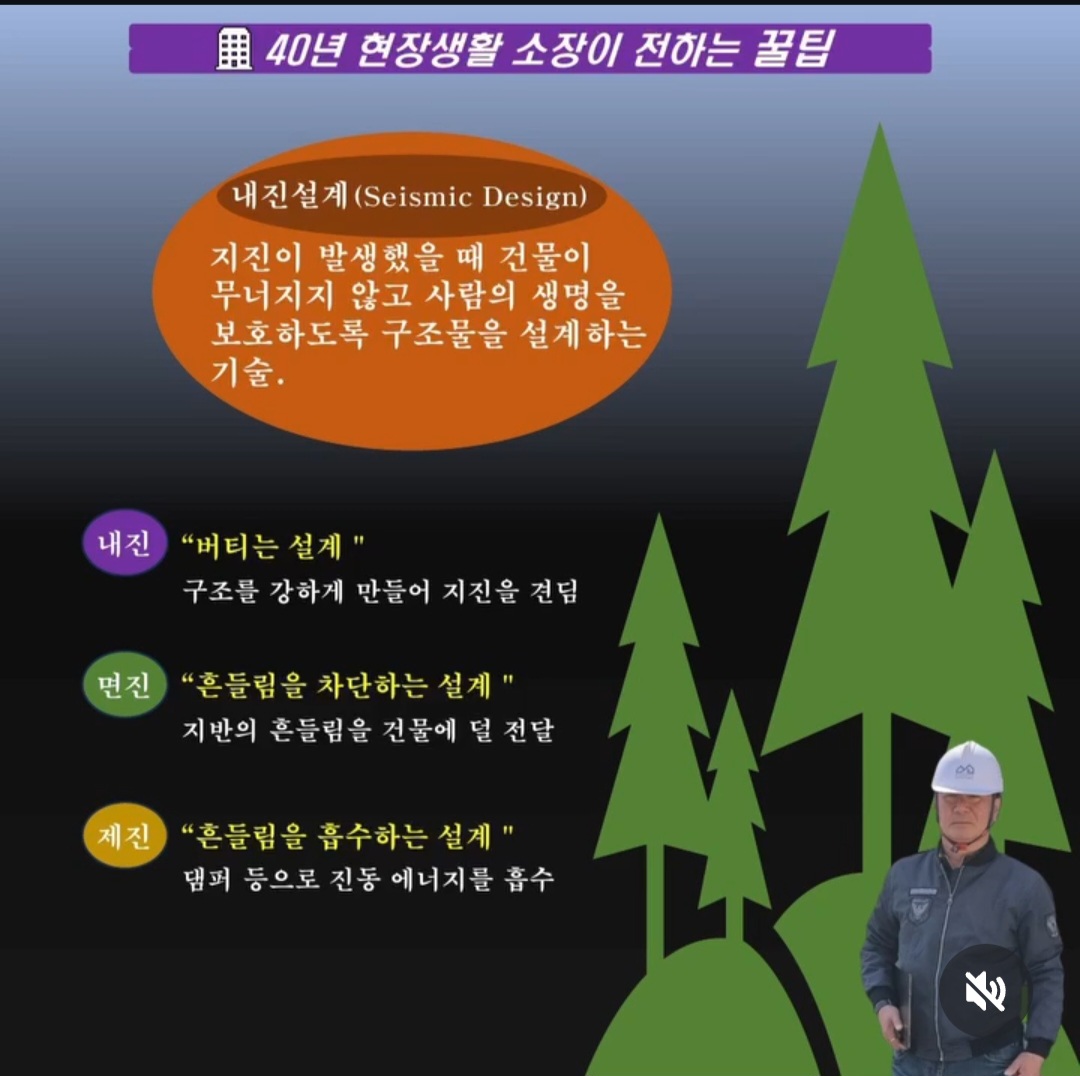 40년 현장생활 소장이 전하는 꿀팁
내진설계(Seismic Design)
지진이 발생했을 때 건물이
무너지지 않고 사람의 생명을
보호하도록 구조물을 설계하는
기술.
내진 “버티는 설계 "
구조를 강하게 만들어 지진을 견딤
면진 “흔들림을 차단하는 설계 "
지반의 흔들림을 건물에 덜 전달
제진 “흔들림을 흡수하는 설계 "
댐퍼 등으로 진동 에너지를 흡수